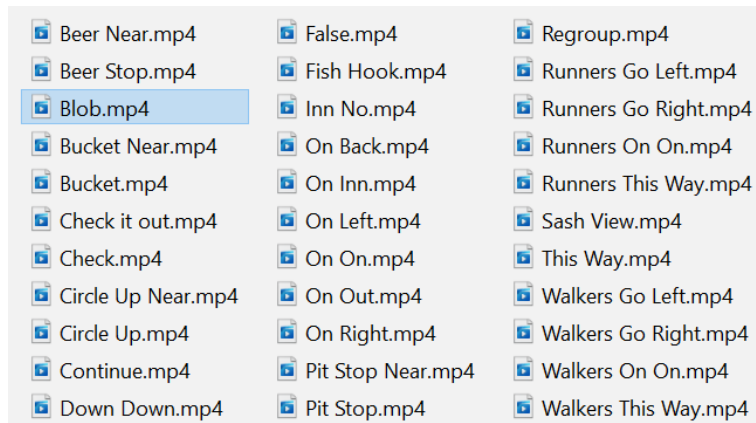 Beer Near.mp4
Beer Stop.mp4
Blob.mp4
Bucket Near.mp4
Bucket.mp4
Check it out.mp4
Check.mp4
Circle Up Near.mp4
Circle Up.mp4
Continue.mp4
Down Down.mp4
False.mp4
Fish Hook.mp4
Inn No.mp4
On Back.mp4
On Inn.mp4
On Left.mp4
On On.mp4
On Out.mp4
On Right.mp4
Pit Stop Near.mp4
Pit Stop.mp4
Regroup.mp4
Runners Go Left.mp4
Runners Go Right.mp4
Runners On On.mp4
Runners This Way.mp4
Sash View.mp4
This Way.mp4
Walkers Go Left.mp4
Walkers Go Right.mp4
Walkers On On.mp4
Walkers This Way.mp4